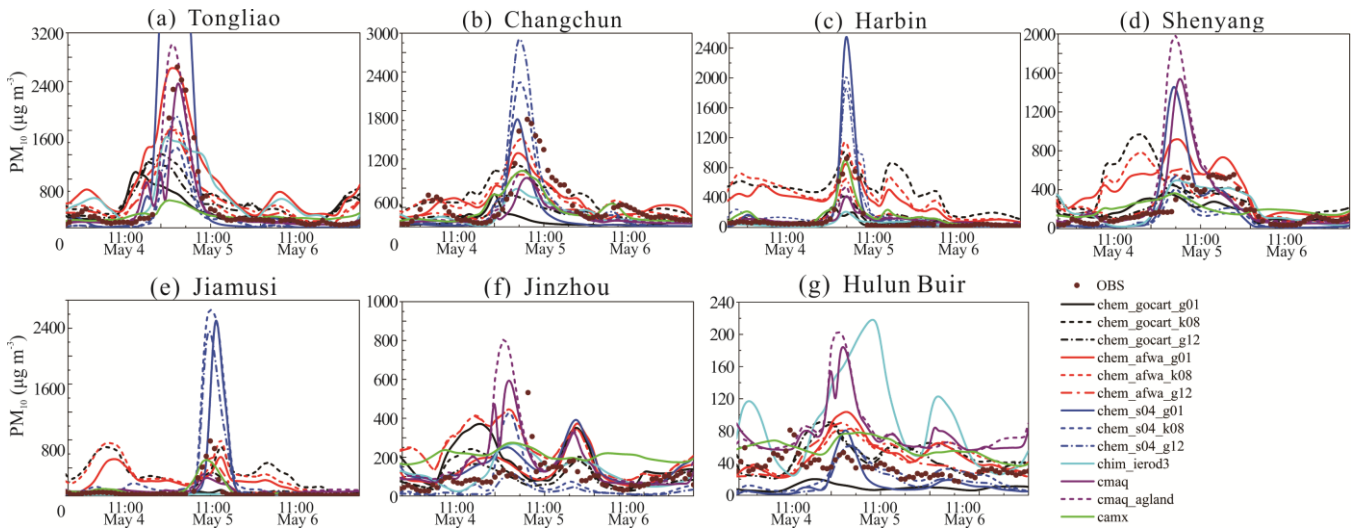 (a) Tongliao
(b) Changchun
(c) Harbin
(d) Shenyang
PM10 (μg m-3)
3200
2400
1600
800
0
11:00
May 4
11:00
May 5
11:00
May 6
3000
2400
1800
1200
600
0
11:00
May 4
11:00
May 5
11:00
May 6
2400
2000
1600
1200
800
400
0
11:00
May 4
11:00
May 5
11:00
May 6
2000
1600
1200
800
400
0
11:00
May 4
11:00
May 5
11:00
May 6
(e) Jiamusi
(f) Jinzhou
(g) Hulun Buir
PM10 (μg m-3)
2400
1600
800
0
11:00
May 4
11:00
May 5
11:00
May 6
1000
800
600
400
200
0
11:00
May 4
11:00
May 5
11:00
May 6
240
200
160
120
80
40
0
11:00
May 4
11:00
May 5
11:00
May 6
OBS
chem_gocart_g01
chem_gocart_k08
chem_gocart_g12
chem_afwa_g01
chem_afwa_k08
chem_afwa_g12
chem_s04_g01
chem_s04_k08
chem_s04_g12
chim_ierod3
cmaq
cmaq_agland
camx